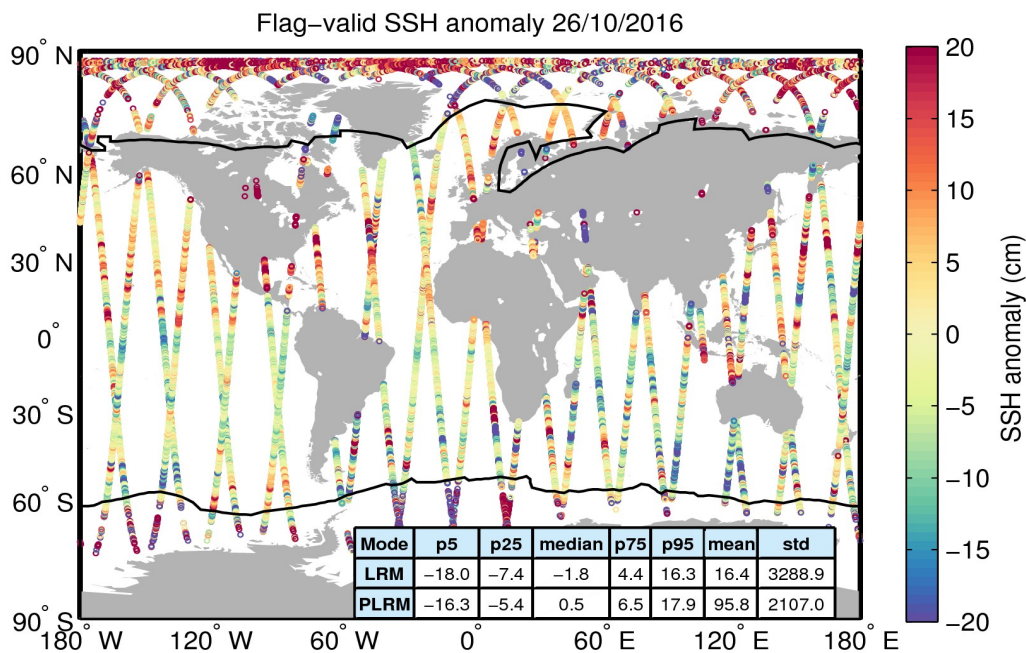 Flag−valid SSH anomaly 26/10/2016
90° N
60° N
30° N
0°
30° S
60° S
90° S
180° W 120° W 60° W 0° 60° E 120° E 180° E
Mode p5 p25 median p75 p95 mean std
LRM −18.0 −7.4 −1.8 4.4 16.3 16.4 3288.9
PLRM −16.3 −5.4 0.5 6.5 17.9 95.8 2107.0
20
15
10
5
0
−5
−10
−15
−20
SSH anomaly (cm)